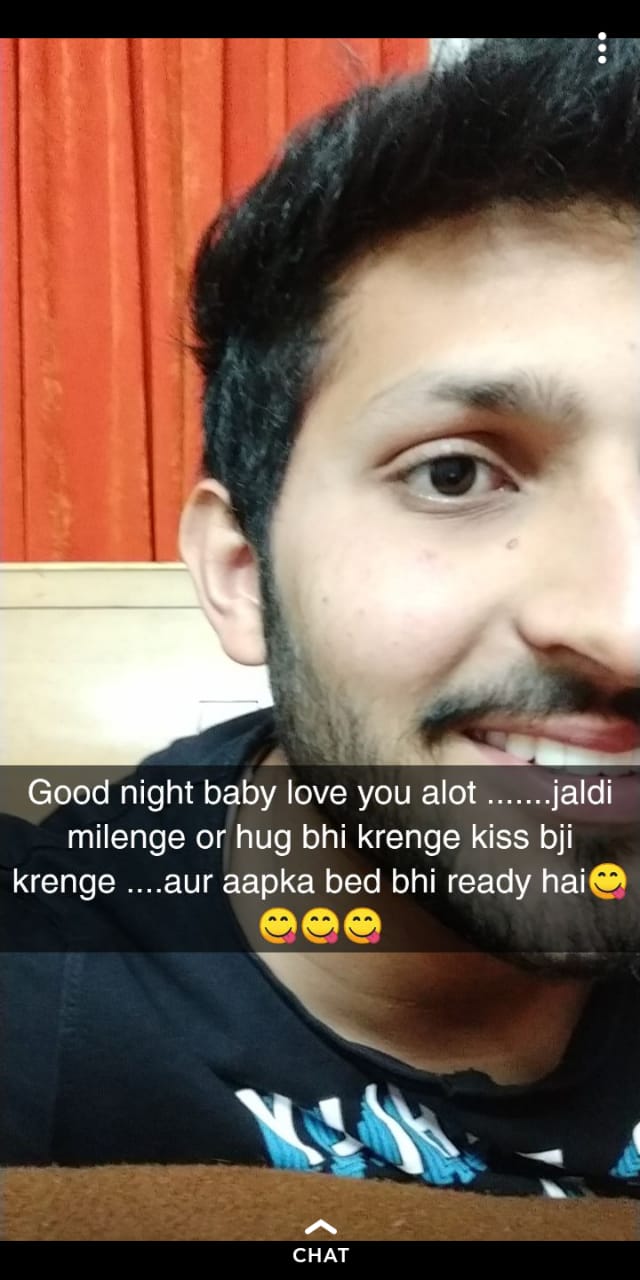 Good night baby love you alot .......jaldi
milenge or hug bhi krenge kiss bji
krenge ....aur aapka bed bhi ready hai😋
😋😋😋
CHAT